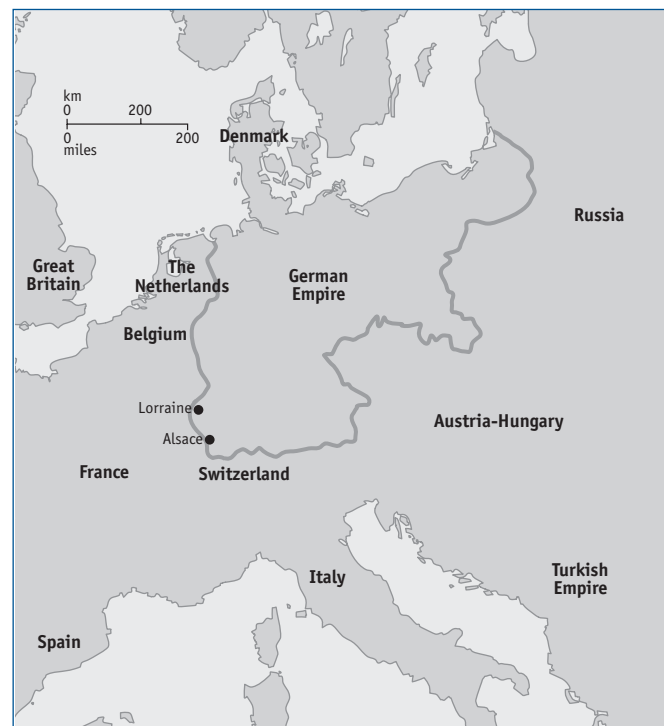 km
0 200
0 200
miles
Denmark
Russia
Great
Britain
The
Netherlands
German
Empire
Belgium
Lorraine
Alsace
Austria-Hungary
France
Switzerland
Italy
Turkish
Empire
Spain